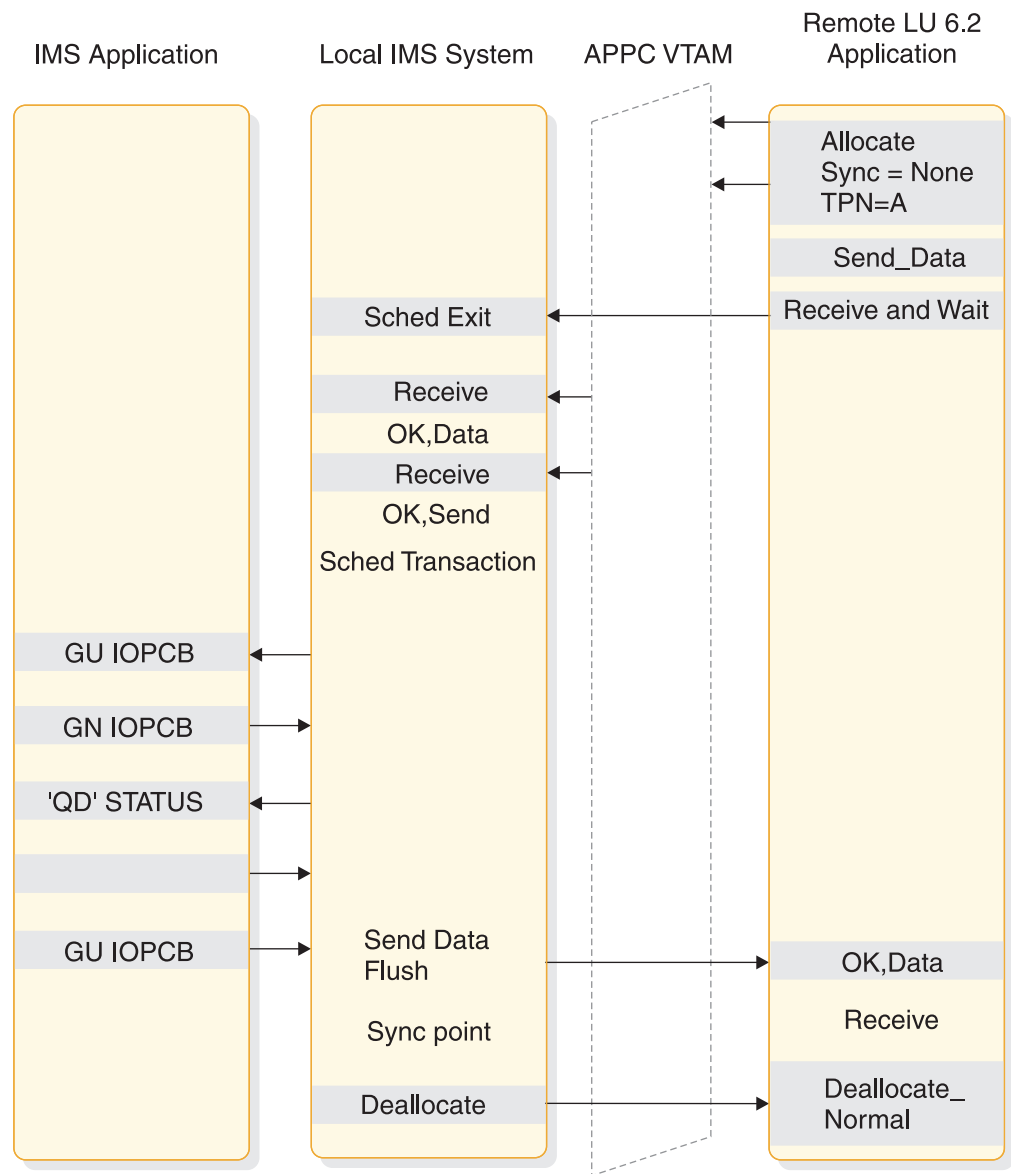 IMS Application
Local IMS System
APPC VTAM
Remote LU 6.2
Application
Allocate
Sync = None
TPN=A
Send_Data
Sched Exit
Receive and Wait
Receive
OK,Data
Receive
OK,Send
Sched Transaction
GU IOPCB
GN IOPCB
'QD' STATUS
GU IOPCB
Send Data
Flush
OK,Data
Sync point
Receive
Deallocate
Deallocate_
Normal